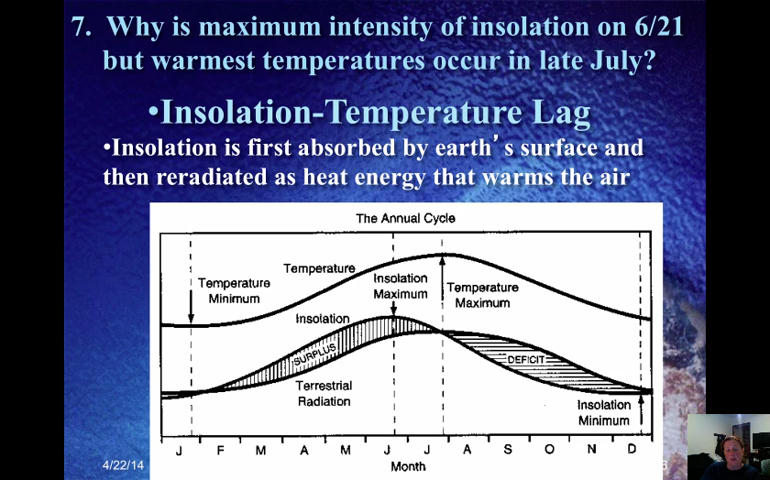 7. Why is maximum intensity of insolation on 6/21
but warmest temperatures occur in late July?
•Insolation-Temperature Lag
•Insolation is first absorbed by earth’s surface and
then reradiated as heat energy that warms the air
The Annual Cycle
Temperature
Minimum
Temperature
Insolation
Maximum
Temperature
Maximum
Insolation
SURPLUS
DEFICIT
Terrestrial
Radiation
Insolation
Minimum
J F M A M J J A S O N D
Month
4/22/14